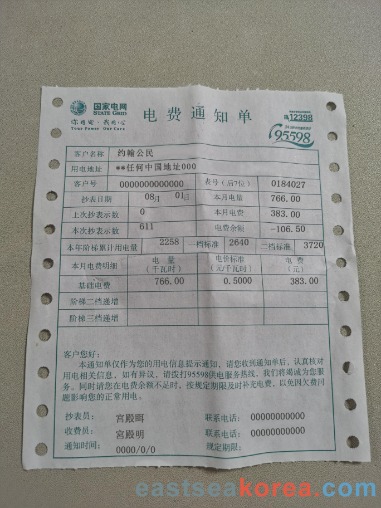 国家电网
STATE GRID
你用电·我用心
Your Power Our Care
电费通知单
12398
95598
客户名称 约翰公民
用电地址 **任何中国地址000
客户号 0000000000000 表号(后7位) 0184027
抄表日期 08月 01日 本月电量 766.00
上次抄表示数 0 本月电费 383.00
本次抄表示数 611 电费余额 -106.50
本年阶梯累计用电量 2258 一挡标准 2640 二挡标准 3720
本月电费明细 电量(千瓦时) 电价标准(元/千瓦时) 电费(元)
基础电费 766.00 0.5000 383.00
阶梯二挡递增
阶梯三挡递增
客户您好:
本通知单仅作为您的用电信息提示通知,请您收到通知单后,认真核对
用电相关信息,如有异议,请拨打95598供电服务热线,我们将竭诚为您服
务。同时请您在电费余额不足时,按规定期限及时补充电费,以免因欠费问
题影响您的正常用电。
抄表员: 宫殿明 联系电话: 00000000000
收费员: 宫殿明 联系电话: 00000000000
通知时间: 0000/0/0 规定期限:
eastseakorea.com